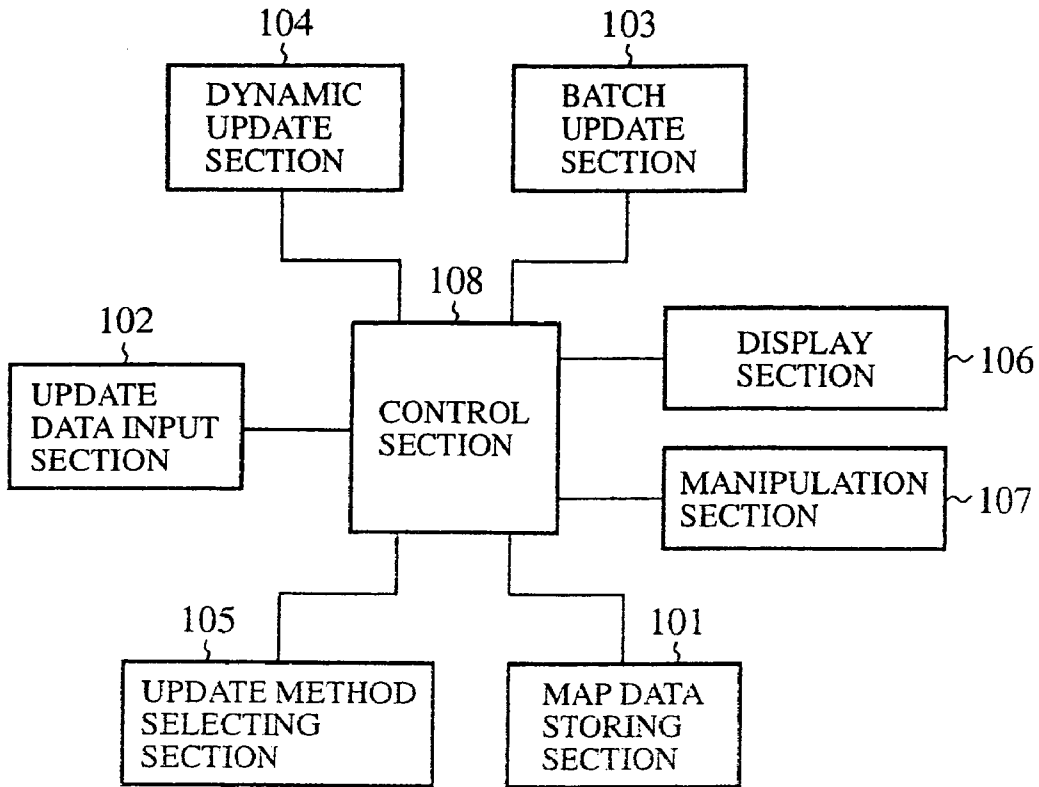 104
DYNAMIC
UPDATE
SECTION
103
BATCH
UPDATE
SECTION
108
CONTROL
SECTION
102
UPDATE
DATA INPUT
SECTION
DISPLAY
SECTION
106
MANIPULATION
SECTION
107
105
UPDATE METHOD
SELECTING
SECTION
101
MAP DATA
STORING
SECTION